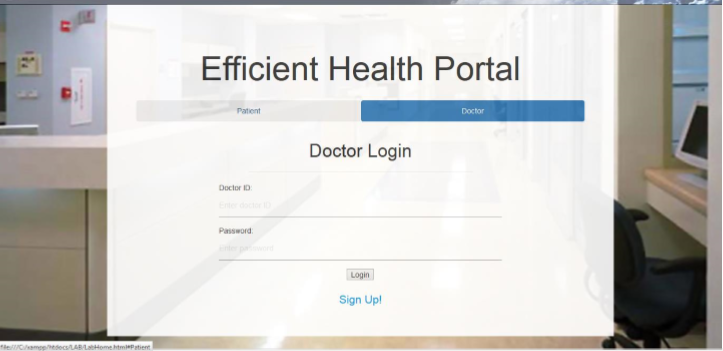 Efficient Health Portal
Patient
Doctor
Doctor Login
Doctor ID:
Enter doctor ID
Password:
Enter password
Login
Sign Up!
file:///C:/xampp/htdocs/LAB/LabHome.html#Patient